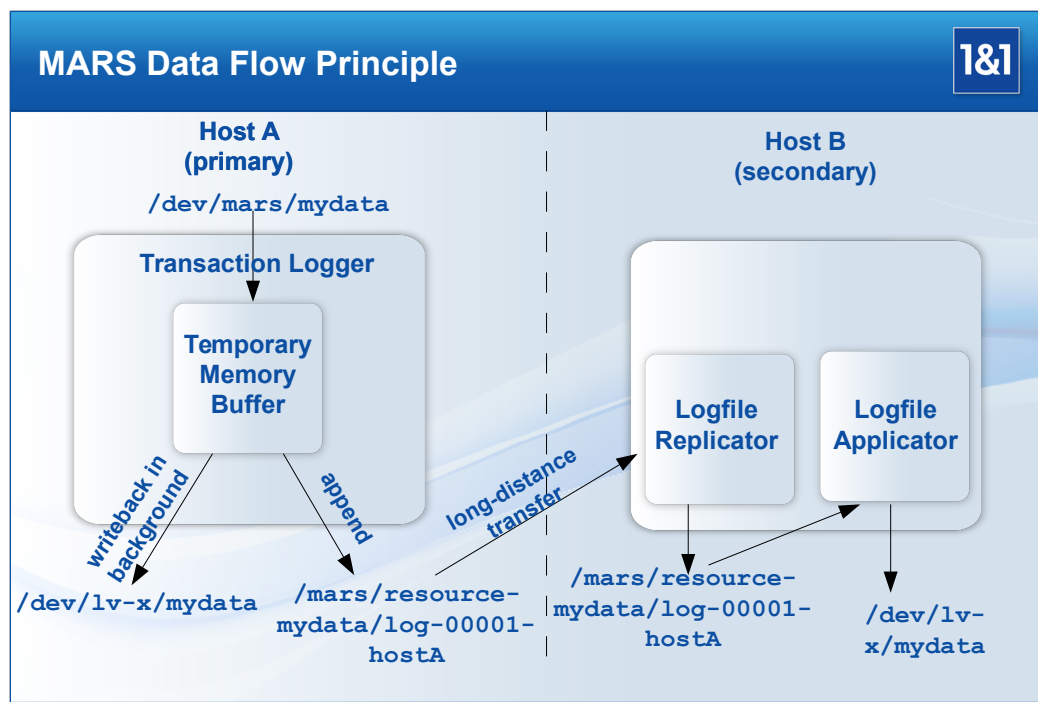 MARS Data Flow Principle
1&1
Host A
(primary)
/dev/mars/mydata
Transaction Logger
Temporary
Memory
Buffer
writeback in
background
append
/dev/lv-x/mydata
/mars/resource-
mydata/log-00001-
hostA
long-distance
transfer
Host B
(secondary)
Logfile
Replicator
Logfile
Applicator
/mars/resource-
mydata/log-00001-
hostA
/dev/lv-
x/mydata